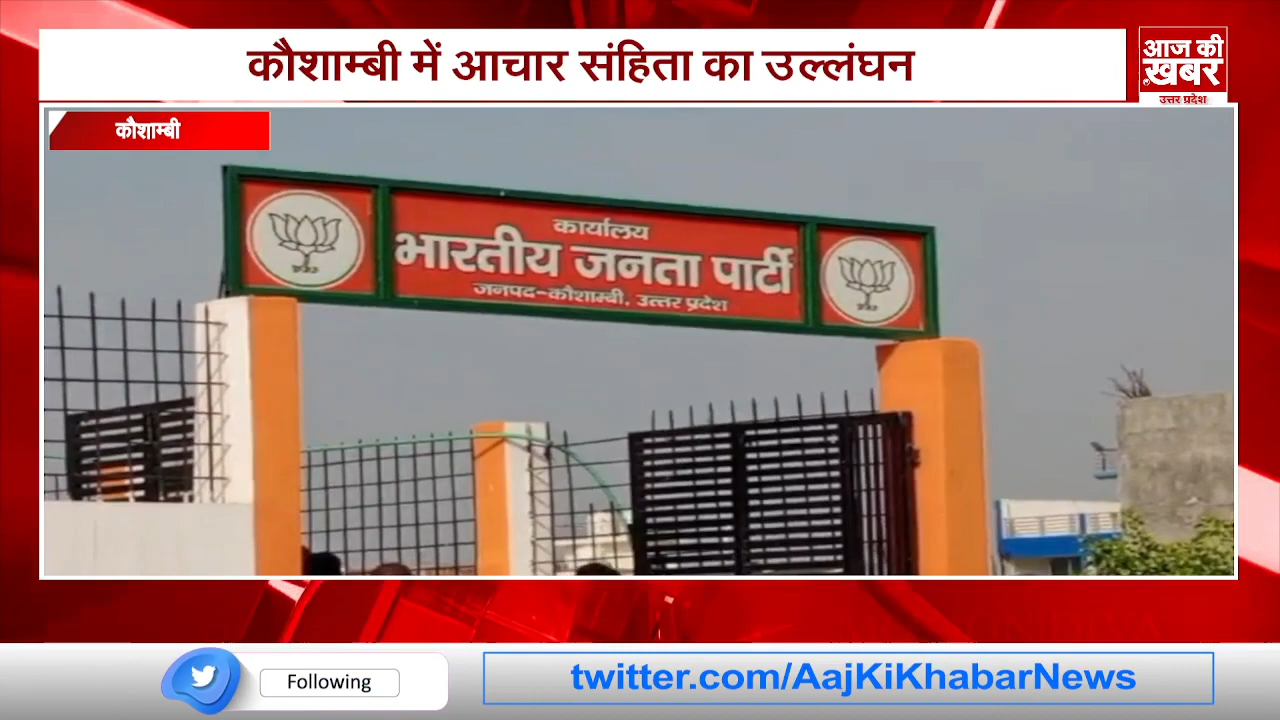 कौशाम्बी में आचार संहिता का उल्लंघन
आज की
ख़बर
उत्तर प्रदेश
कौशाम्बी
कार्यालय
भारतीय जनता पार्टी
जनपद-कौशाम्बी, उत्तर प्रदेश
Following
twitter.com/AajKiKhabarNews